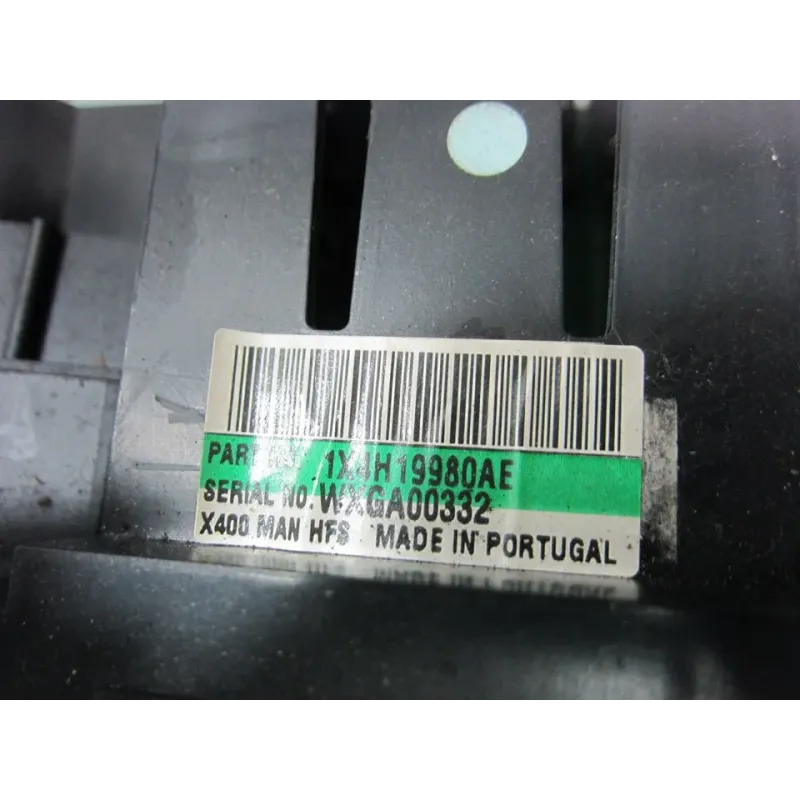 PART NO. 1X4H19980AE
SERIAL NO. WXGA00332
X400 MAN HFS MADE IN PORTUGAL